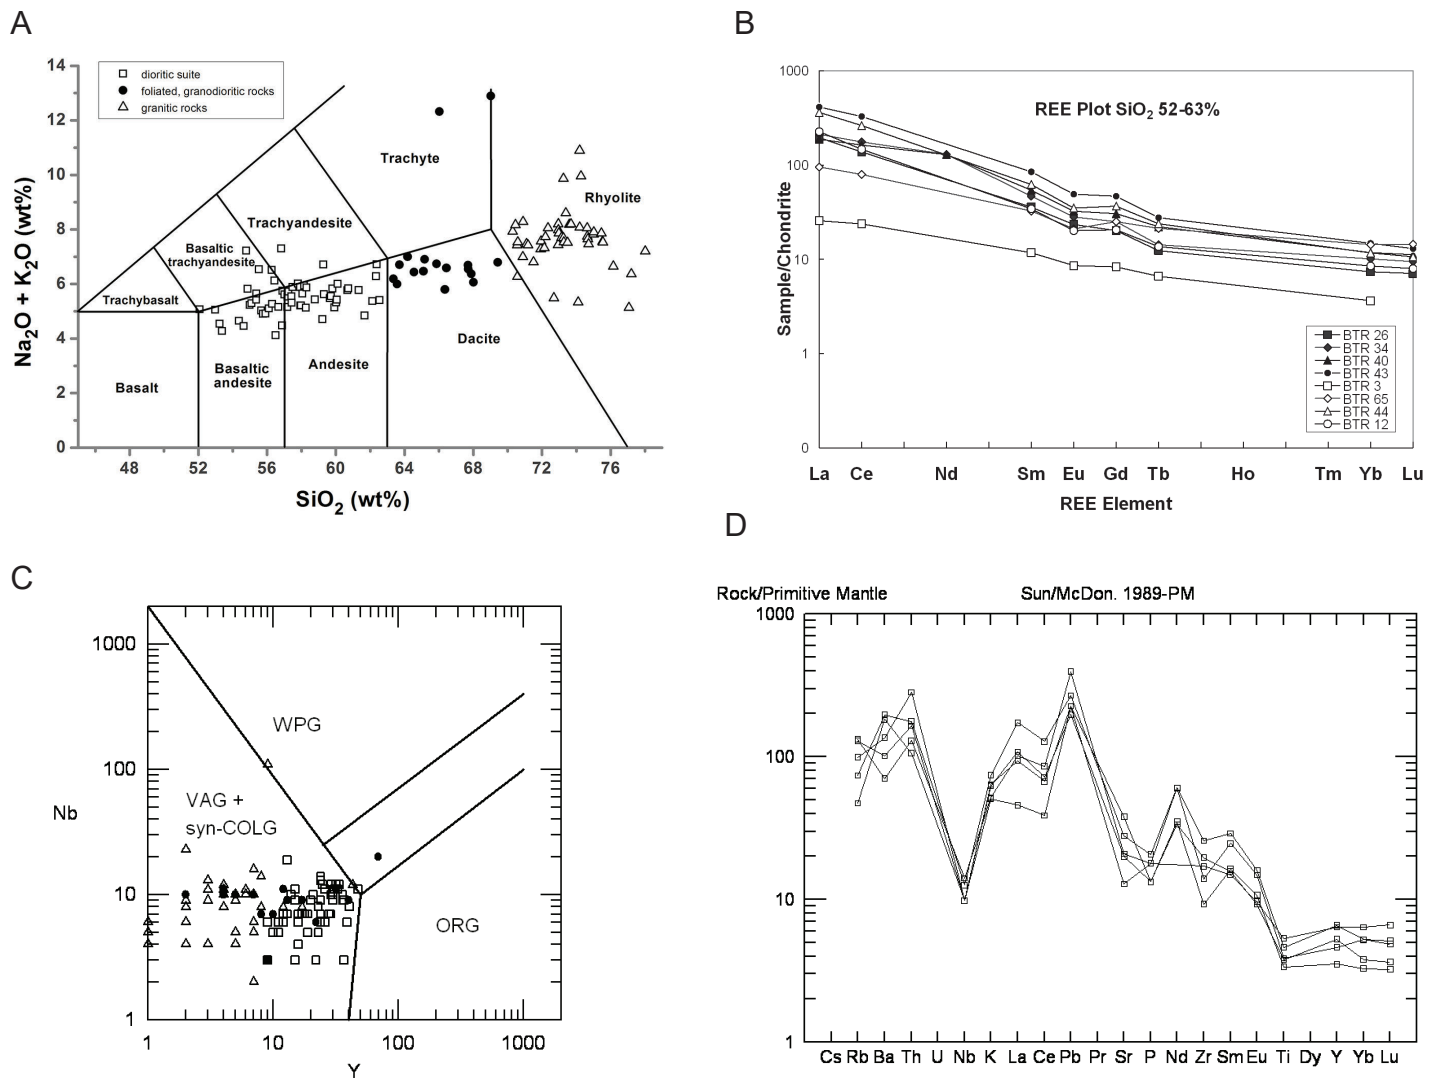 A
14
12
10
8
6
4
2
0
Na2O + K2O (wt%)
dioritic suite
foliated, granodioritic rocks
granitic rocks
Trachyte
Rhyolite
Trachyandesite
Basaltic
trachyandesite
Trachybasalt
Basalt
Basaltic
andesite
Andesite
Dacite
48 52 56 60 64 68 72 76
SiO2 (wt%)
B
1000
100
10
1
0
Sample/Chondrite
REE Plot SiO2 52-63%
BTR 26
BTR 34
BTR 40
BTR 43
BTR 3
BTR 65
BTR 44
BTR 12
La Ce Nd Sm Eu Gd Tb Ho Tm Yb Lu
REE Element
C
1000
100
10
1
Nb
WPG
VAG +
syn-COLG
ORG
1 10 100 1000
Y
D
Rock/Primitive Mantle Sun/McDon. 1989-PM
1000
100
10
1
Cs Rb Ba Th U Nb K La Ce Pb Pr Sr P Nd Zr Sm Eu Ti Dy Y Yb Lu